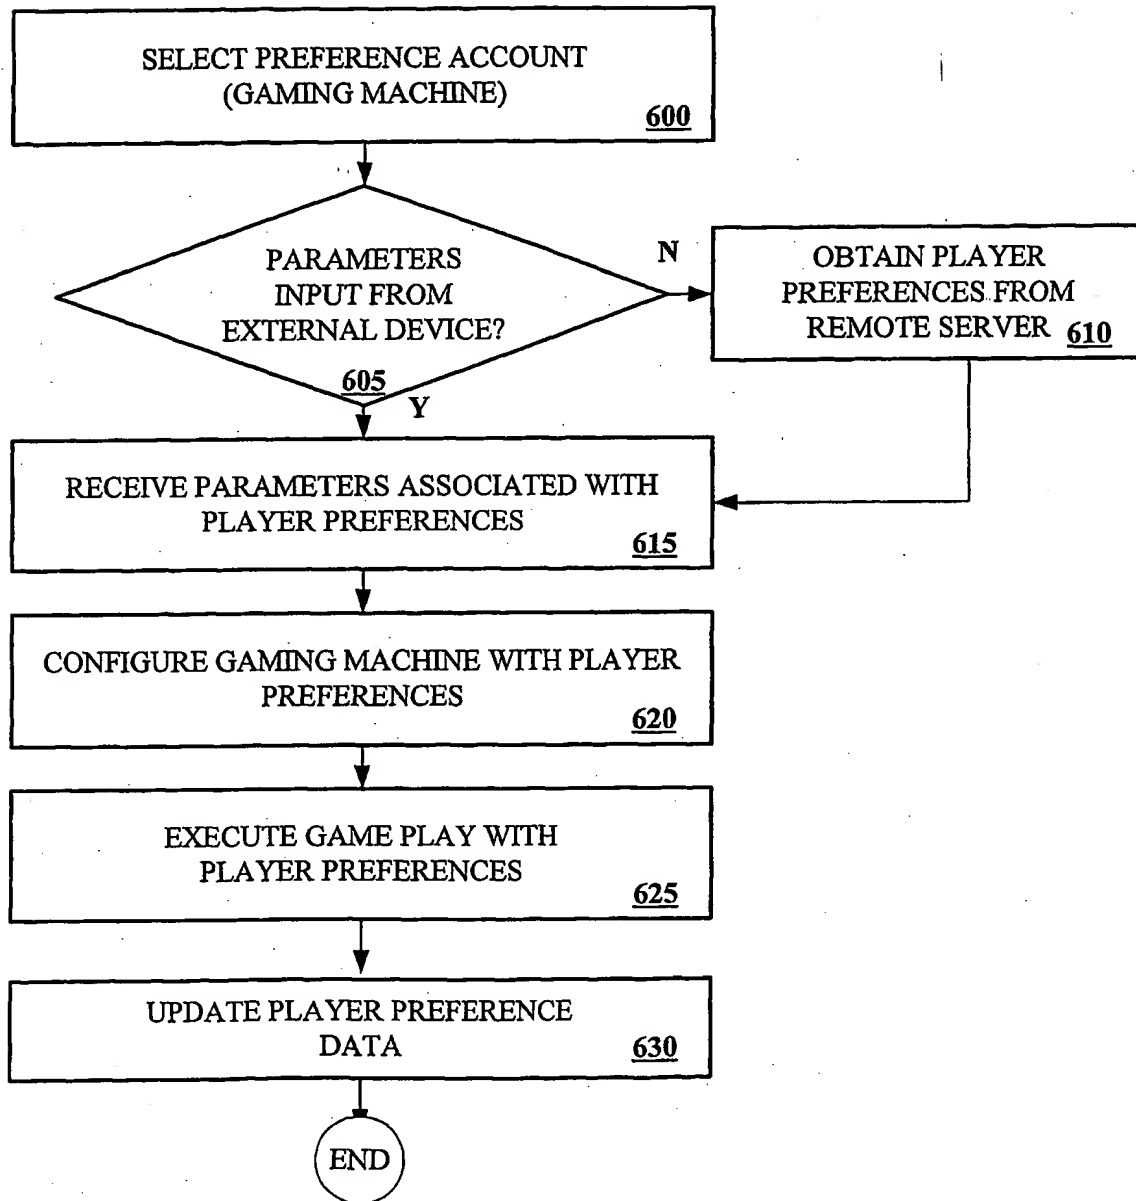 SELECT PREFERENCE ACCOUNT
(GAMING MACHINE)
600
PARAMETERS
INPUT FROM
EXTERNAL DEVICE?
605
N
OBTAIN PLAYER
PREFERENCES FROM
REMOTE SERVER 610
Y
RECEIVE PARAMETERS ASSOCIATED WITH
PLAYER PREFERENCES
615
CONFIGURE GAMING MACHINE WITH PLAYER
PREFERENCES
620
EXECUTE GAME PLAY WITH
PLAYER PREFERENCES
625
UPDATE PLAYER PREFERENCE
DATA
630
END